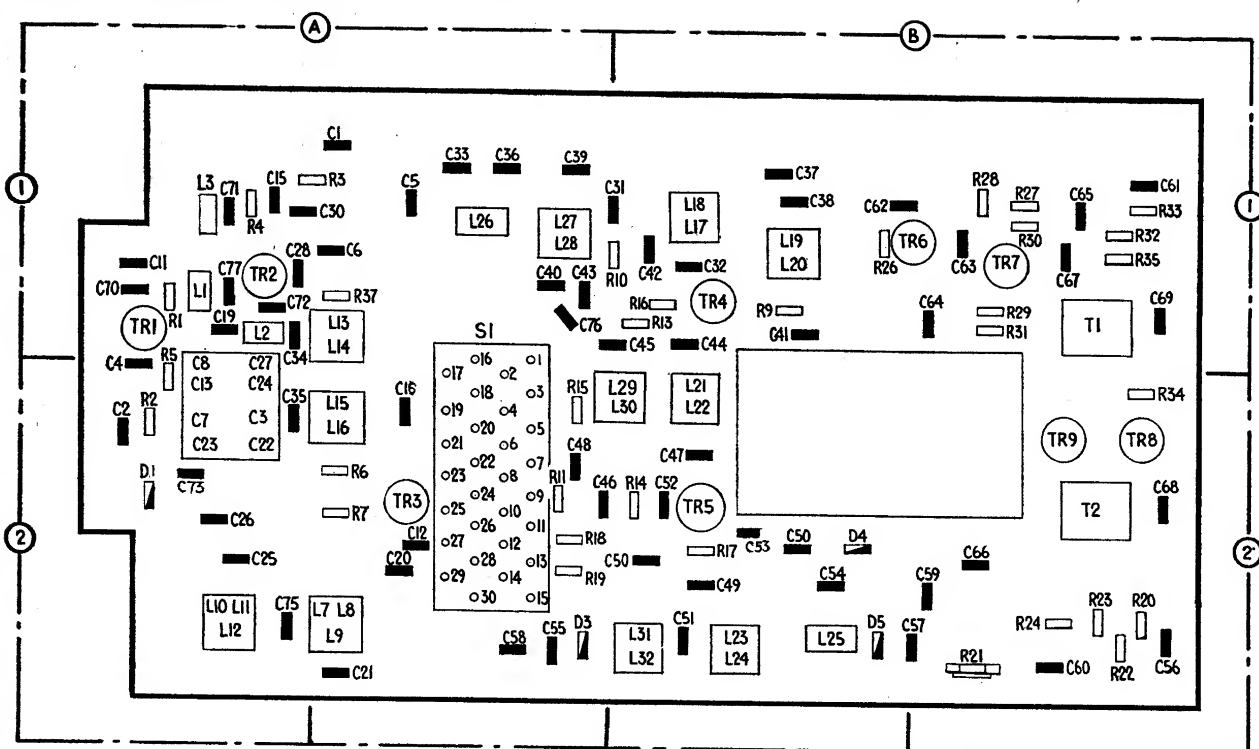 A B
C1
C33 C36 C39
C37
1 L3 C71 C15 R3 C5 C31 L18 C38 C62 R28 R27 C65 C61 1
R4 C30 L26 L27 L17 R33
L28 L19 TR6 R30 R32
C11 C77 TR2 C28 C6 R10 C42 C32 L20 R26 C63 TR7 C67 R35
C70 L1 C72 R37 C40 C43 R16 TR4 C69
TR1 R1 C19 L2 L13 C76 R13 R9 C64 R29 T1
L14 S1 C41 R31
C4 R5 C8 C27 C34 C45 C44
16 1
17 2
C13 C24 L29 L21
18 3
C2 R2 C7 C3 C35 L15 C16 R15 L30 L22 R34
19 4
L16
20 5
C23 C22 TR9 TR8
21 6
C48 C47
22 7
D1 C73 R6
23 8
R11 C46 R14 C52
24 9
R7 TR3 TR5 T2 C68
25 10
C26
26 11
2 C12 R18 C53 C50 D4 2
27 12
C25 C20 C50 R17 C66
28 13
R19 C49 C54 C59
29 14
30 15
L10 L11 C75 L7 L8 D3 L31 C51 L23 L25 D5 C57 R24 R23 R20
L12 L9 C58 C55 L32 L24 R21 R22 C56
C21 C60